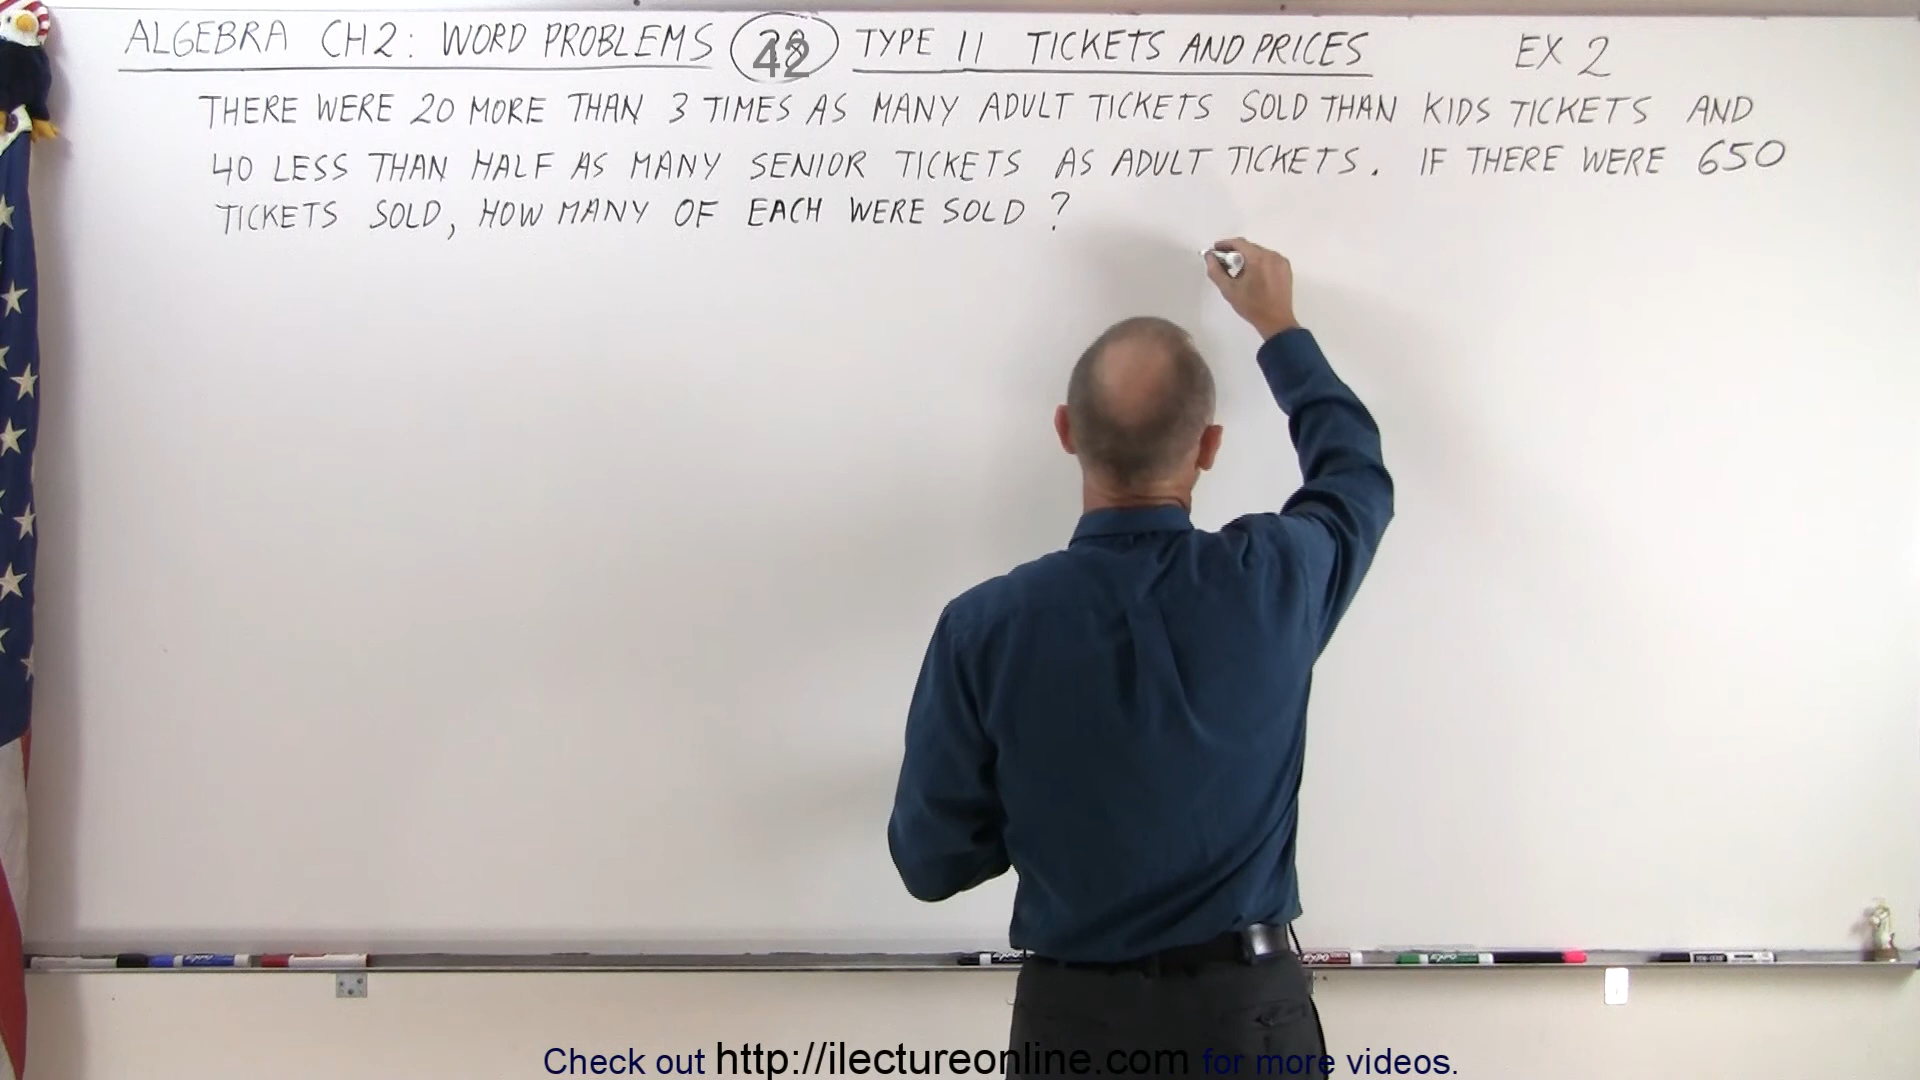 ALGEBRA CH2: WORD PROBLEMS 42 TYPE 11 TICKETS AND PRICES EX 2
THERE WERE 20 MORE THAN 3 TIMES AS MANY ADULT TICKETS SOLD THAN KIDS TICKETS AND
40 LESS THAN HALF AS MANY SENIOR TICKETS AS ADULT TICKETS. IF THERE WERE 650
TICKETS SOLD, HOW MANY OF EACH WERE SOLD?
Check out http://ilectureonline.com for more videos.